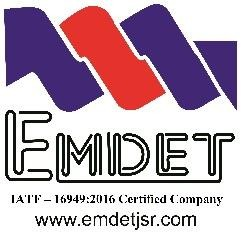 EMDET
IATF – 16949:2016 Certified Company
www.emdetjsr.com